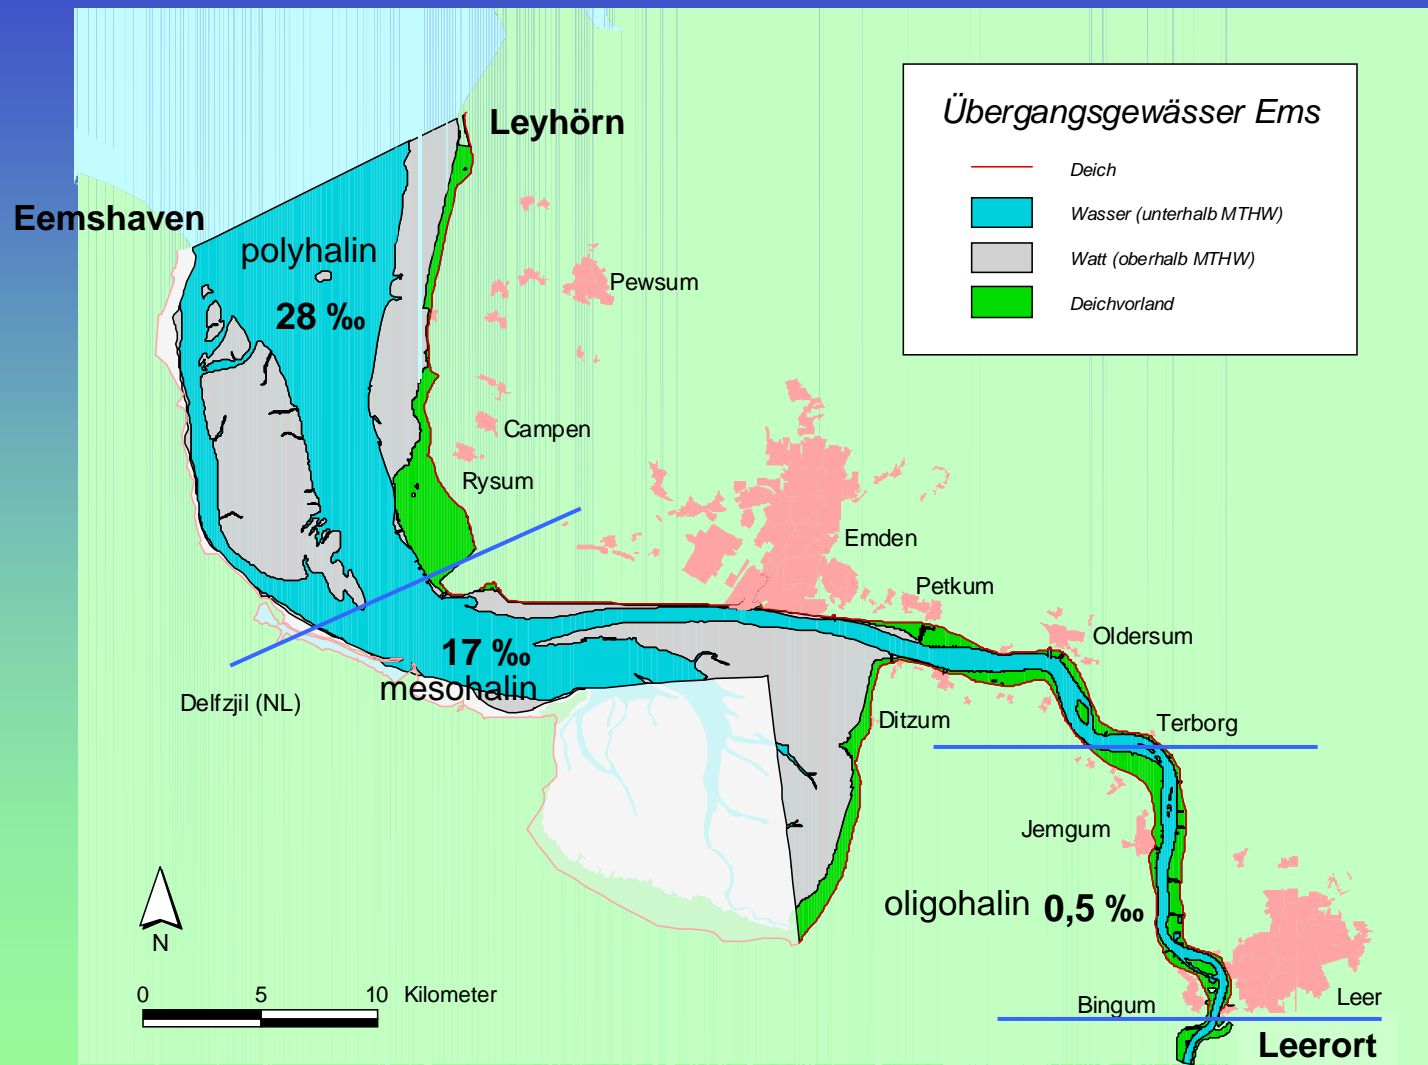 Leyhörn
Übergangsgewässer Ems
Deich
Wasser (unterhalb MTHW)
Watt (oberhalb MTHW)
Deichvorland
Eemshaven
polyhalin
28 ‰
Pewsum
Campen
Rysum
Emden
Petkum
Oldersum
17 ‰
mesohalin
Delfzjil (NL)
Ditzum
Terborg
Jemgum
oligohalin 0,5 ‰
N
0 5 10 Kilometer
Bingum
Leer
Leerort